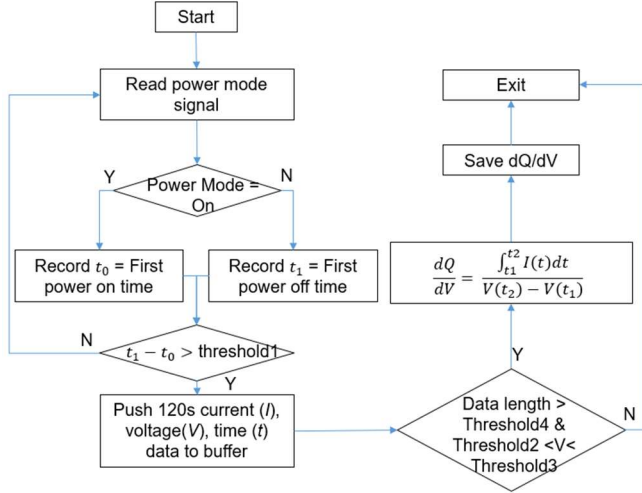 Start
Read power mode
signal
Y
N
Power Mode =
On
Record t₀ = First
power on time
Record t₁ = First
power off time
N
t₁ − t₀ > threshold1
Y
Push 120s current (I),
voltage(V), time (t)
data to buffer
Exit
Save dQ/dV
dQ/dV = ∫_{t1}^{t2} I(t)dt / V(t₂) − V(t₁)
Y
Data length >
Threshold4 &
Threshold2 <V<
Threshold3
N